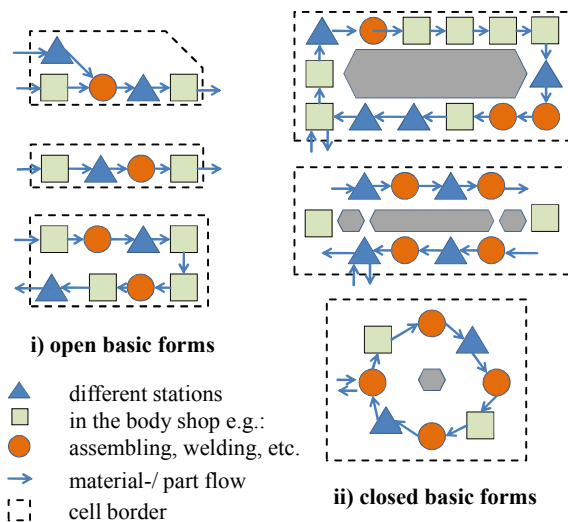 i) open basic forms
different stations
in the body shop e.g.:
assembling, welding, etc.
material-/ part flow
cell border
ii) closed basic forms